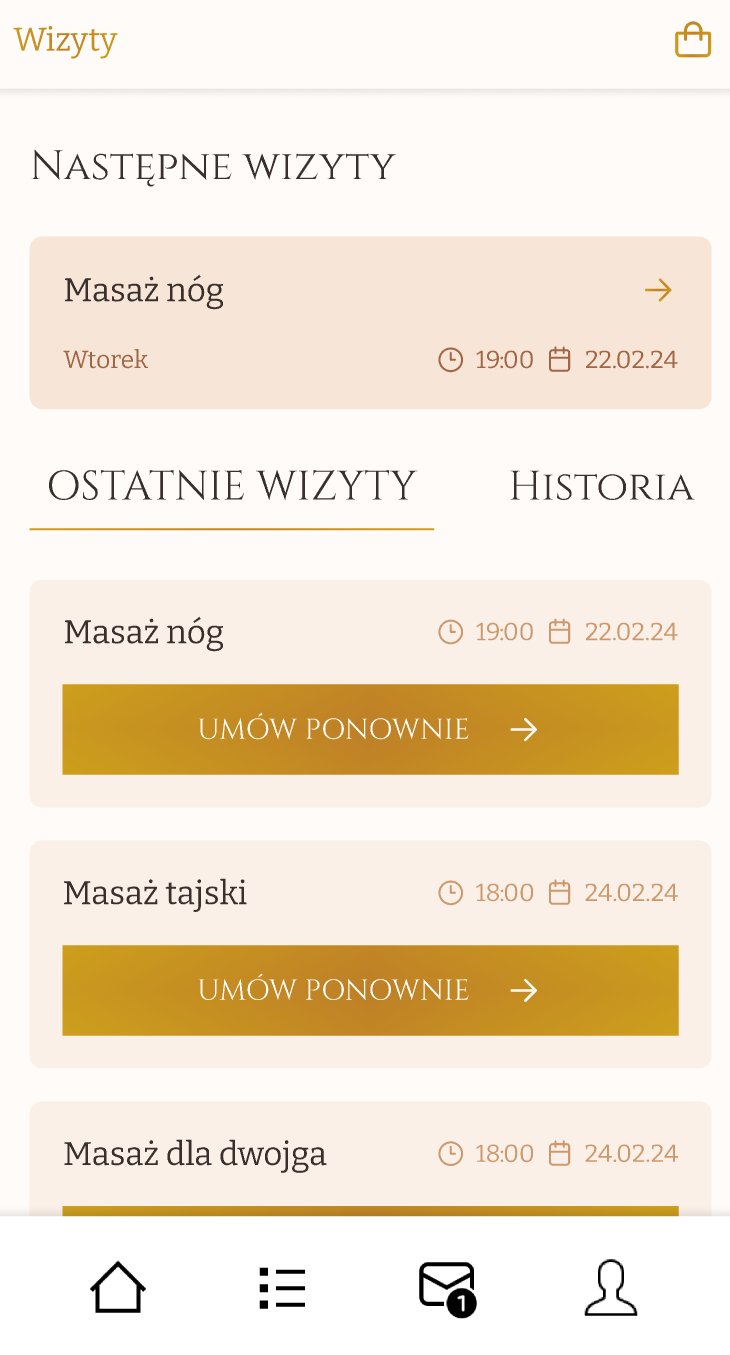 Wizyty
Następne wizyty
Masaż nóg
Wtorek 19:00 22.02.24
OSTATNIE WIZYTY Historia
Masaż nóg 19:00 22.02.24
UMÓW PONOWNIE
Masaż tajski 18:00 24.02.24
UMÓW PONOWNIE
Masaż dla dwojga 18:00 24.02.24
1